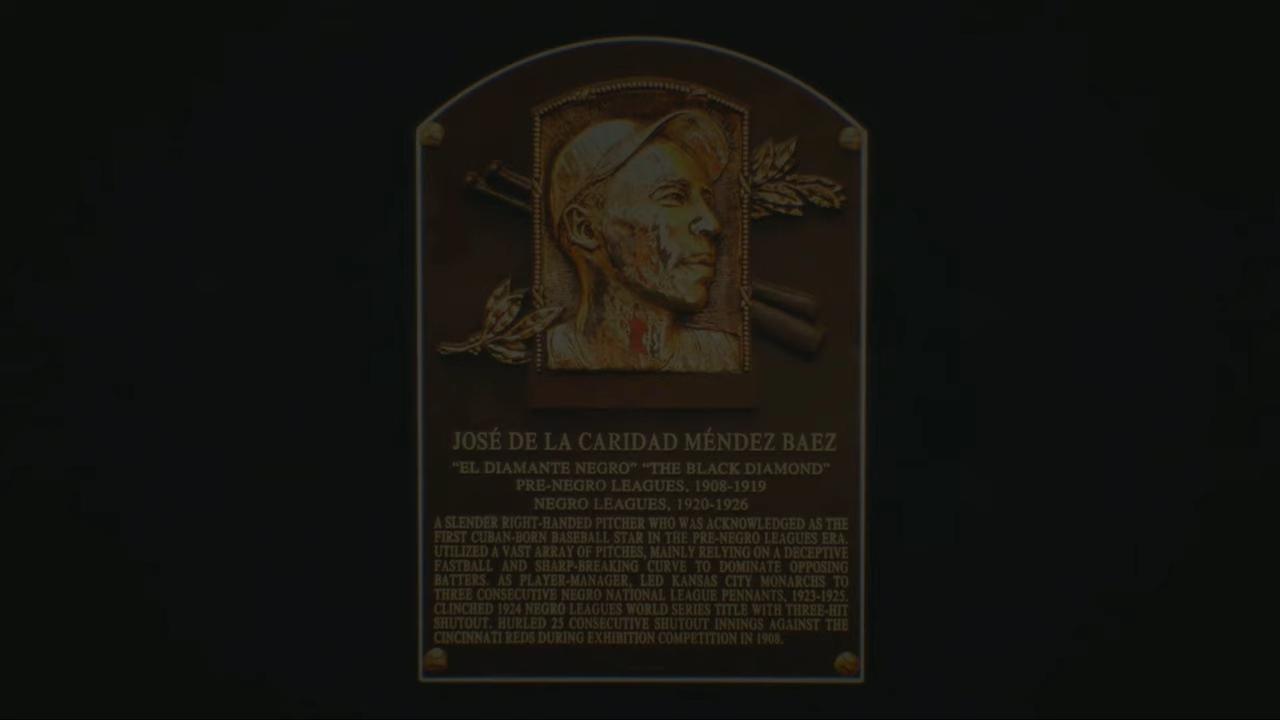 JOSÉ DE LA CARIDAD MÉNDEZ BAEZ
"EL DIAMANTE NEGRO" "THE BLACK DIAMOND"
PRE-NEGRO LEAGUES, 1908-1919
NEGRO LEAGUES, 1920-1926
A SLENDER RIGHT-HANDED PITCHER WHO WAS ACKNOWLEDGED AS THE
FIRST CUBAN-BORN BASEBALL STAR IN THE PRE-NEGRO LEAGUES ERA.
UTILIZED A VAST ARRAY OF PITCHES, MAINLY RELYING ON A DECEPTIVE
FASTBALL AND SHARP-BREAKING CURVE TO DOMINATE OPPOSING
BATTERS. AS PLAYER-MANAGER, LED KANSAS CITY MONARCHS TO
THREE CONSECUTIVE NEGRO NATIONAL LEAGUE PENNANTS, 1923-1925.
CLINCHED 1924 NEGRO LEAGUES WORLD SERIES TITLE WITH THREE-HIT
SHUTOUT. HURLED 25 CONSECUTIVE SHUTOUT INNINGS AGAINST THE
CINCINNATI REDS DURING EXHIBITION COMPETITION IN 1908.